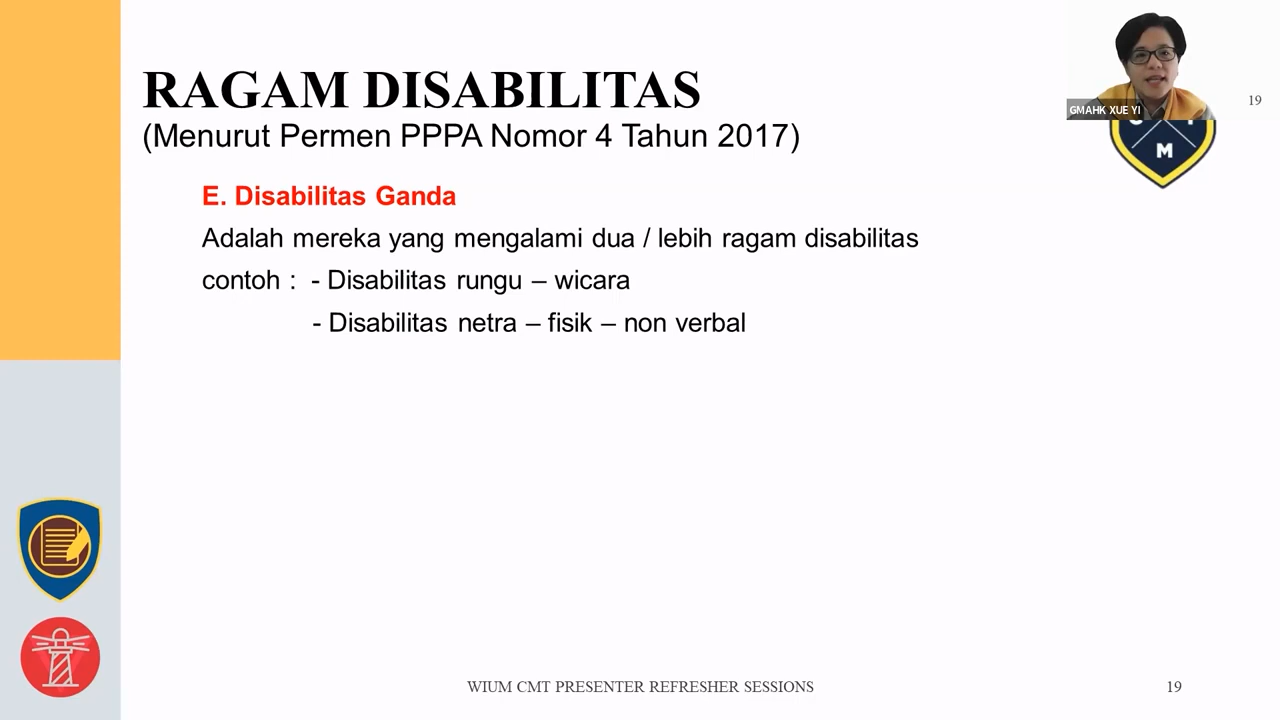 RAGAM DISABILITAS
(Menurut Permen PPPA Nomor 4 Tahun 2017)
E. Disabilitas Ganda
Adalah mereka yang mengalami dua / lebih ragam disabilitas
contoh : - Disabilitas rungu – wicara
- Disabilitas netra – fisik – non verbal
GMAHK XUE YI
19
M
WIUM CMT PRESENTER REFRESHER SESSIONS
19